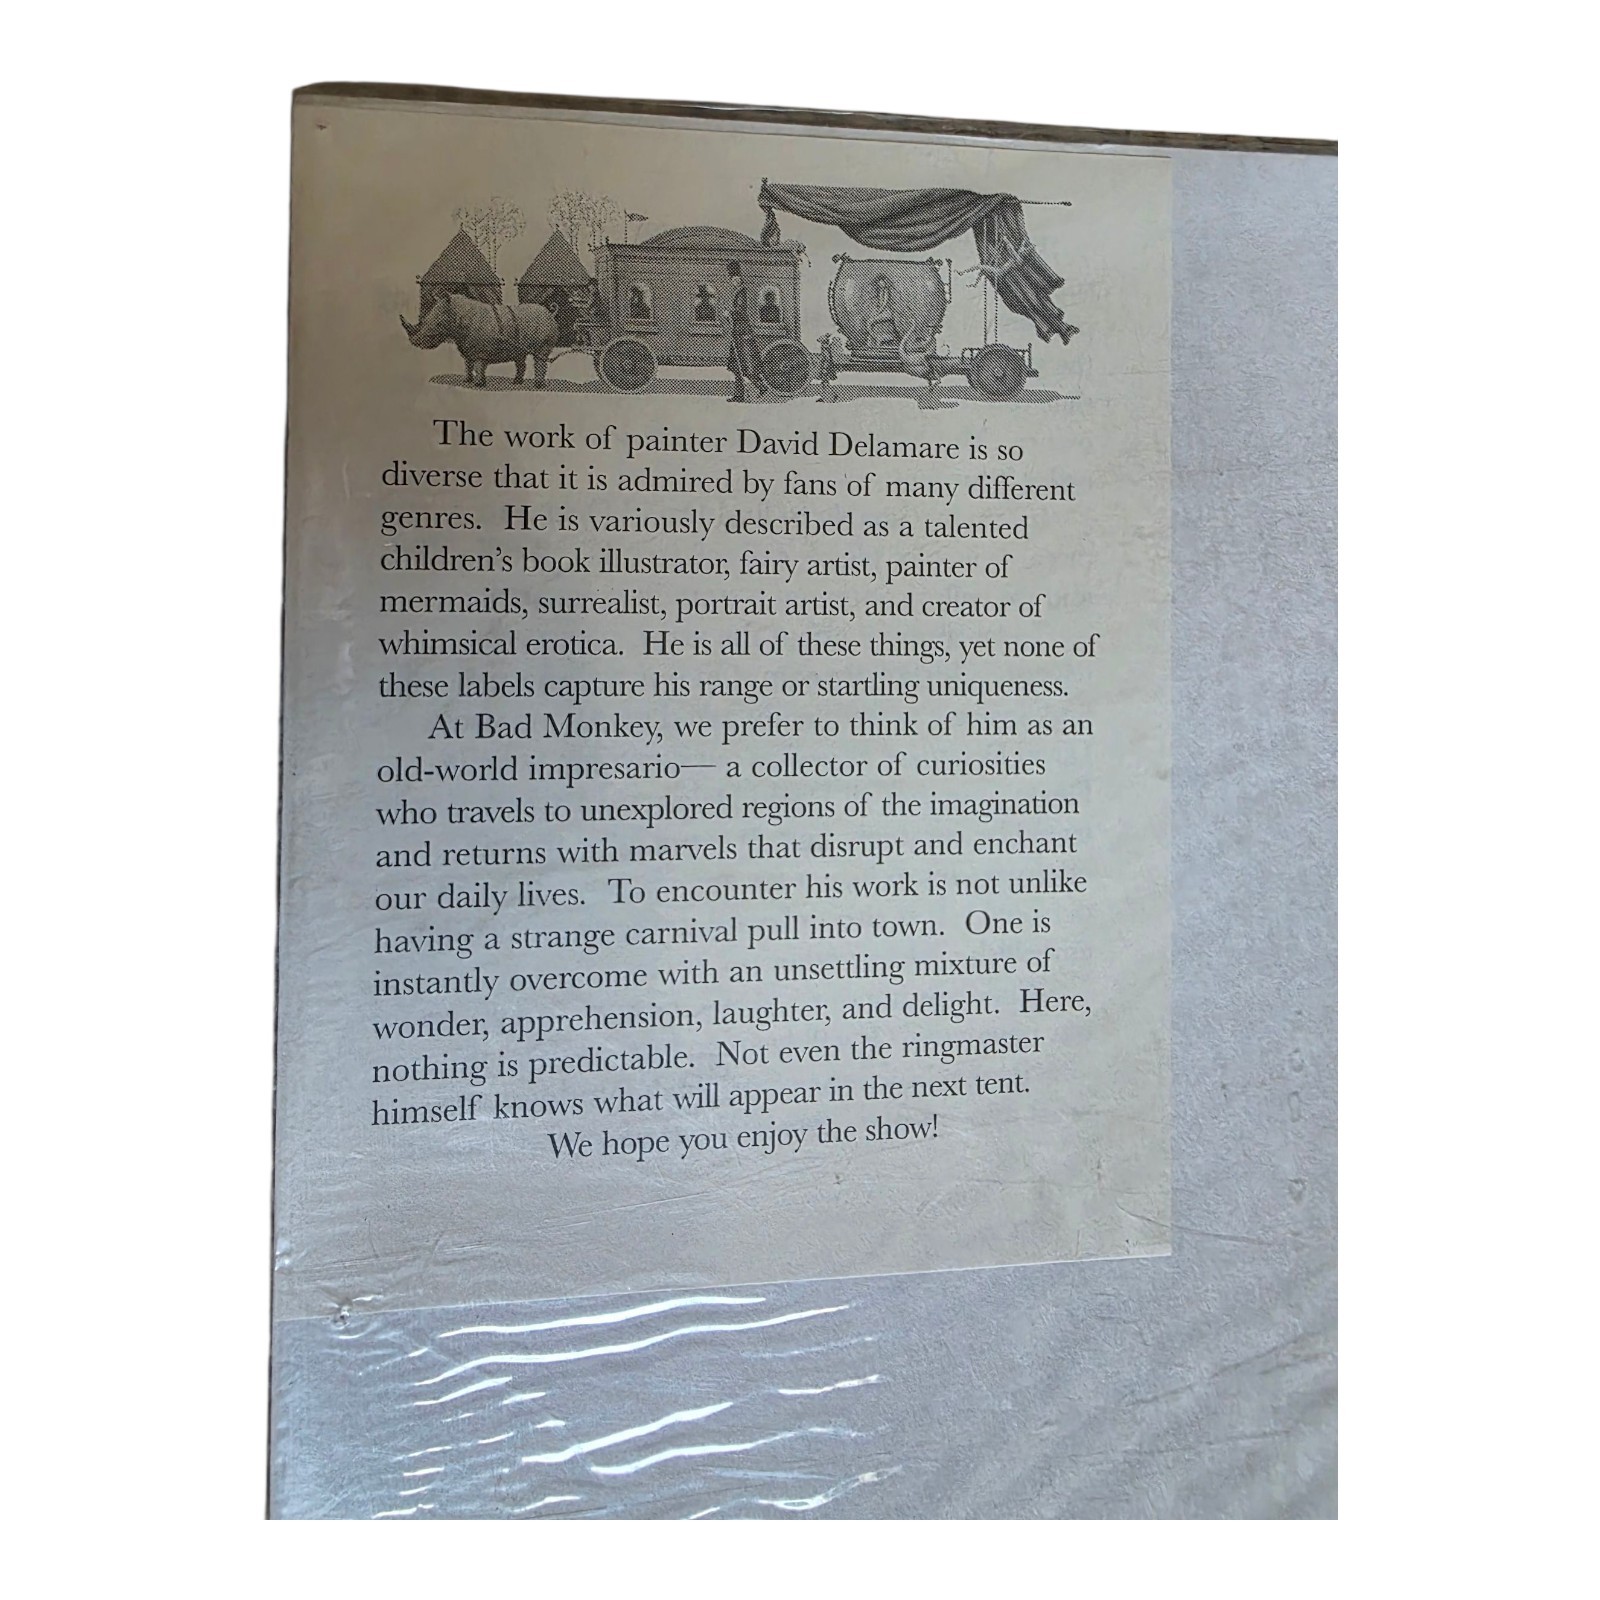 The work of painter David Delamare is so
diverse that it is admired by fans of many different
genres. He is variously described as a talented
children's book illustrator, fairy artist, painter of
mermaids, surrealist, portrait artist, and creator of
whimsical erotica. He is all of these things, yet none of
these labels capture his range or startling uniqueness.
At Bad Monkey, we prefer to think of him as an
old-world impresario— a collector of curiosities
who travels to unexplored regions of the imagination
and returns with marvels that disrupt and enchant
our daily lives. To encounter his work is not unlike
having a strange carnival pull into town. One is
instantly overcome with an unsettling mixture of
wonder, apprehension, laughter, and delight. Here,
nothing is predictable. Not even the ringmaster
himself knows what will appear in the next tent.
We hope you enjoy the show!